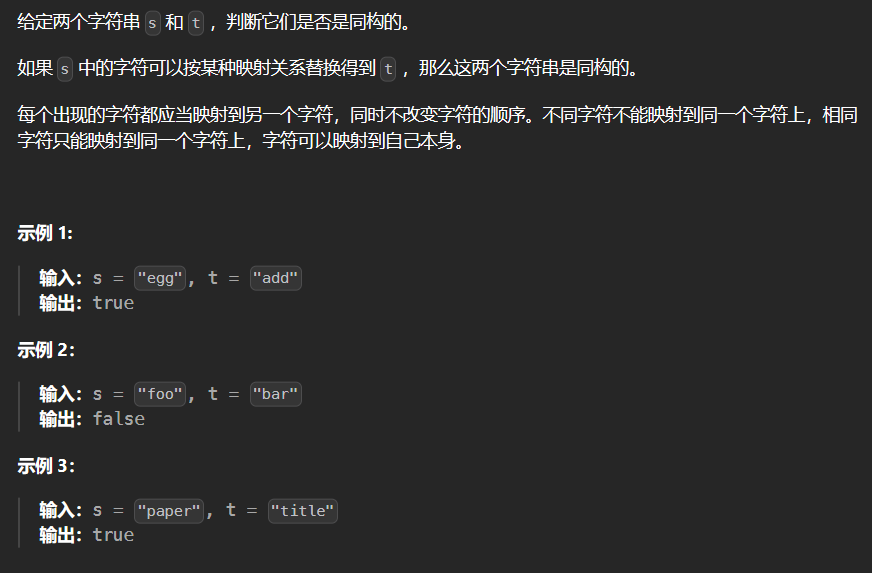 给定两个字符串 s 和 t ，判断它们是否是同构的。
如果 s 中的字符可以按某种映射关系替换得到 t ，那么这两个字符串是同构的。
每个出现的字符都应当映射到另一个字符，同时不改变字符的顺序。不同字符不能映射到同一个字符上，相同
字符只能映射到同一个字符上，字符可以映射到自己本身。
示例 1:
输入：s = "egg", t = "add"
输出：true
示例 2：
输入：s = "foo", t = "bar"
输出：false
示例 3：
输入：s = "paper", t = "title"
输出：true